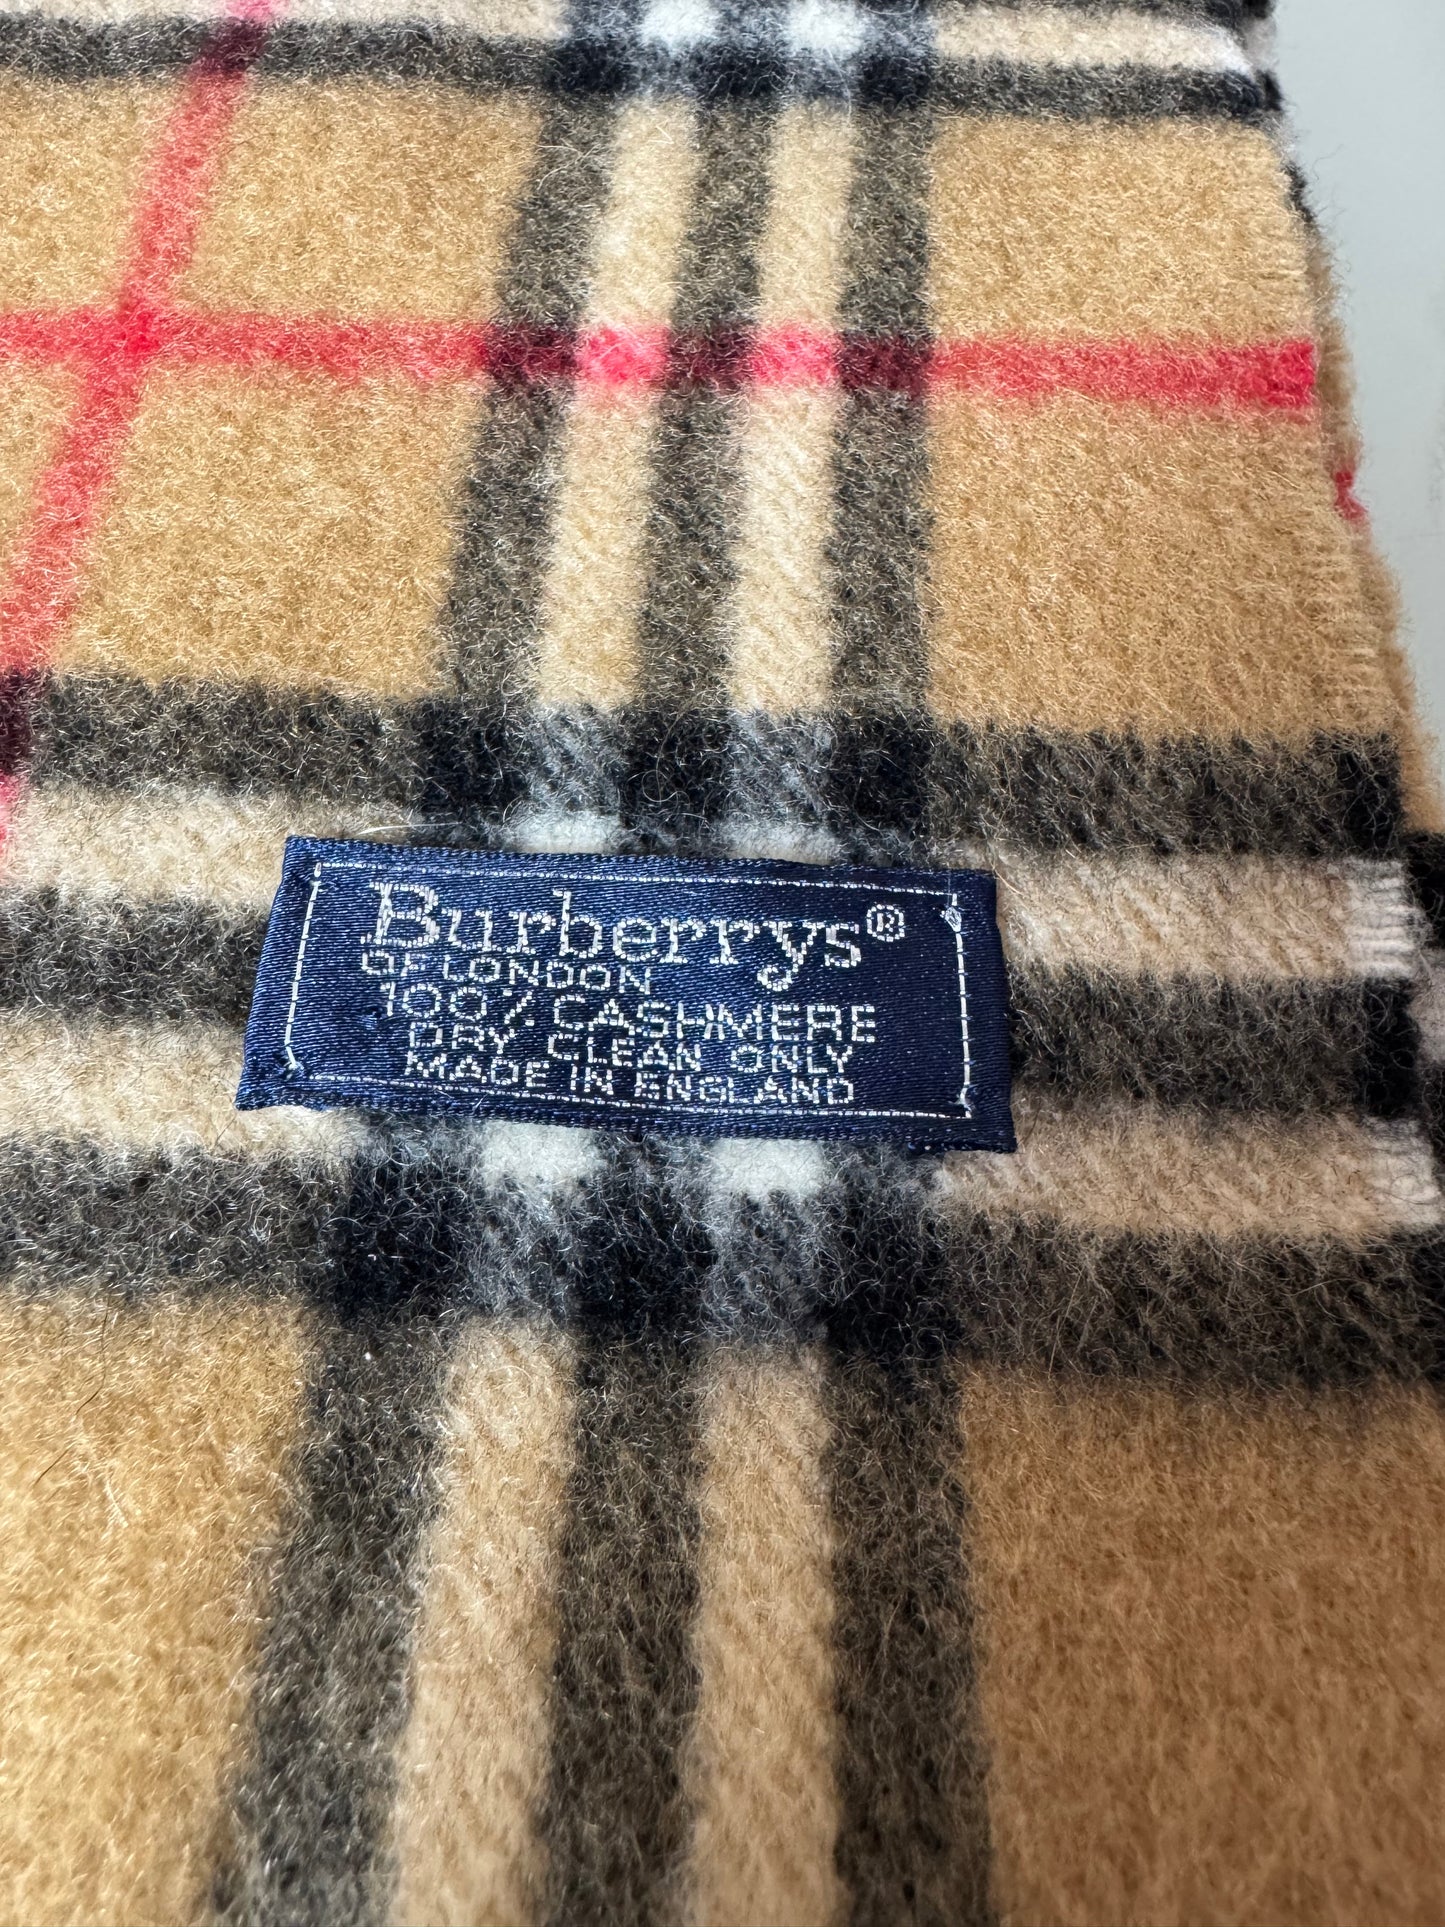 Burberrys®
OF LONDON
100% CASHMERE
DRY CLEAN ONLY
MADE IN ENGLAND